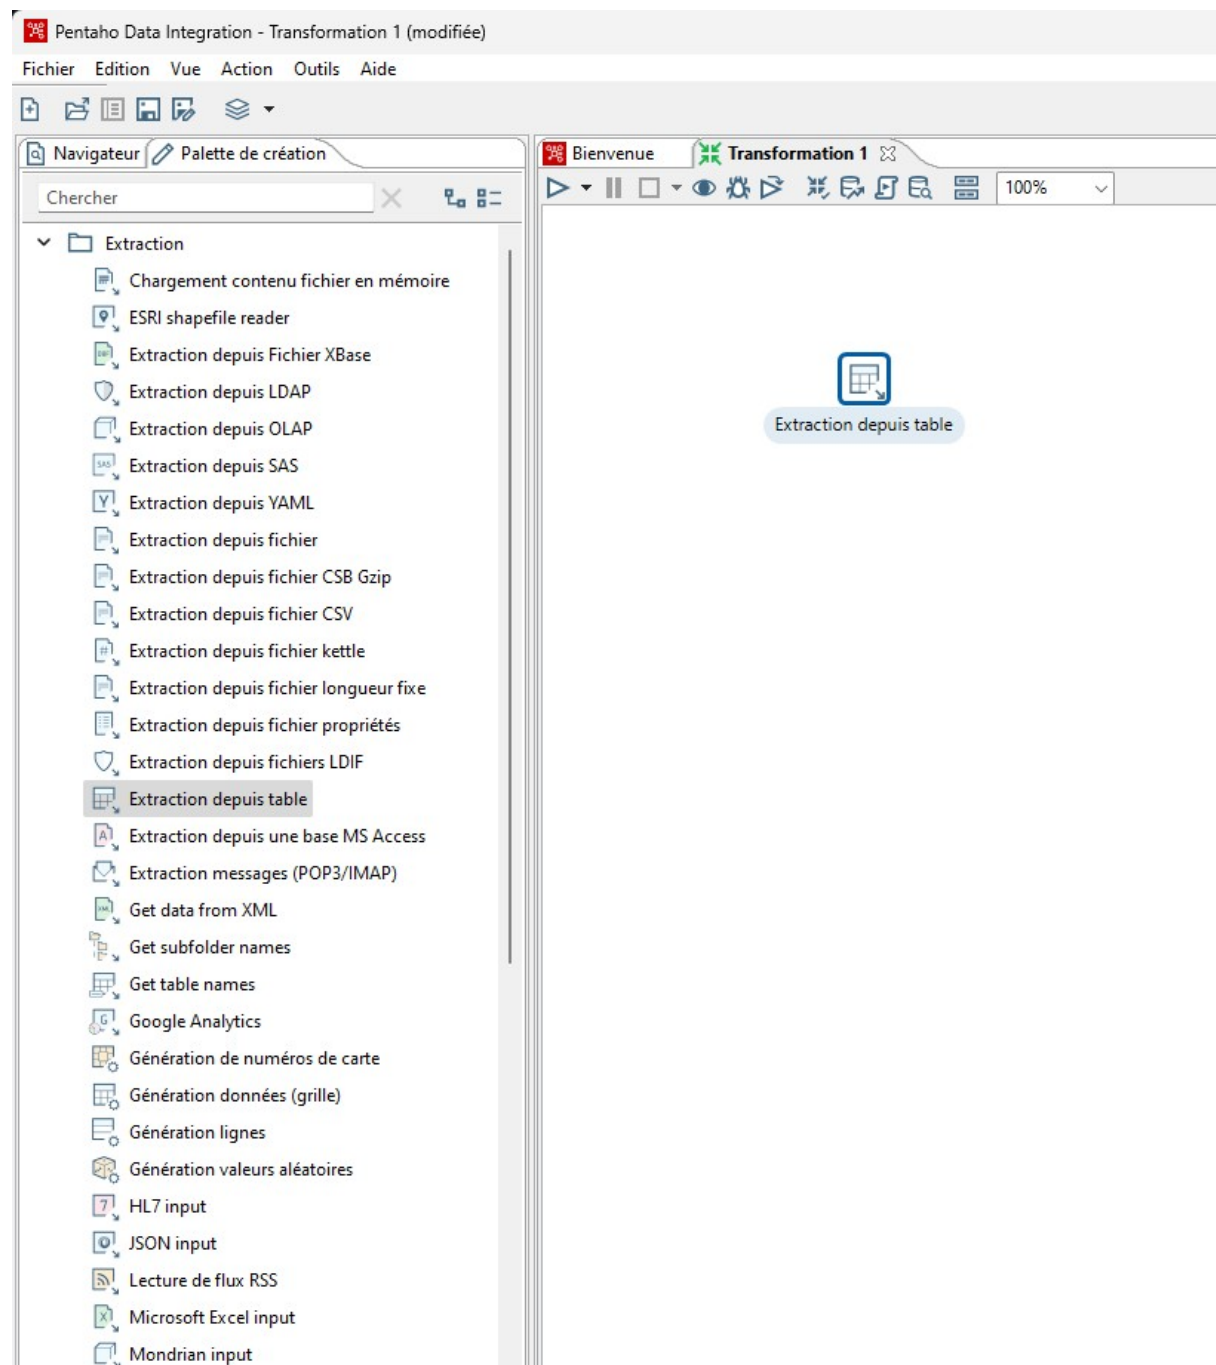 Pentaho Data Integration - Transformation 1 (modifiée)
Fichier Edition Vue Action Outils Aide
Navigateur Palette de création
Chercher
Extraction
Chargement contenu fichier en mémoire
ESRI shapefile reader
Extraction depuis Fichier XBase
Extraction depuis LDAP
Extraction depuis OLAP
Extraction depuis SAS
Extraction depuis YAML
Extraction depuis fichier
Extraction depuis fichier CSB Gzip
Extraction depuis fichier CSV
Extraction depuis fichier kettle
Extraction depuis fichier longueur fixe
Extraction depuis fichier propriétés
Extraction depuis fichiers LDIF
Extraction depuis table
Extraction depuis une base MS Access
Extraction messages (POP3/IMAP)
Get data from XML
Get subfolder names
Get table names
Google Analytics
Génération de numéros de carte
Génération données (grille)
Génération lignes
Génération valeurs aléatoires
HL7 input
JSON input
Lecture de flux RSS
Microsoft Excel input
Mondrian input
Bienvenue Transformation 1
100%
Extraction depuis table